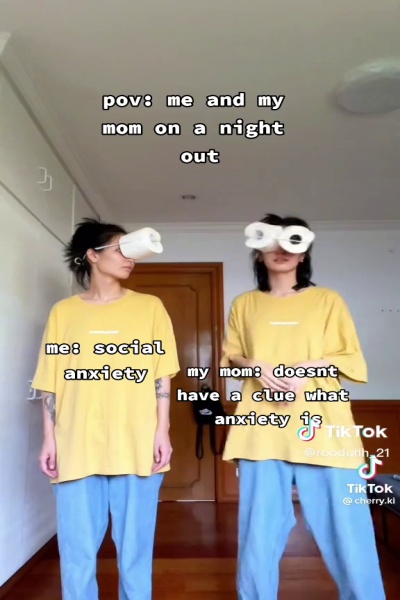 pov: me and my
mom on a night
out
me: social
anxiety
my mom: doesnt
have a clue what
anxiety is
TikTok
TikTok
@cherry.ki